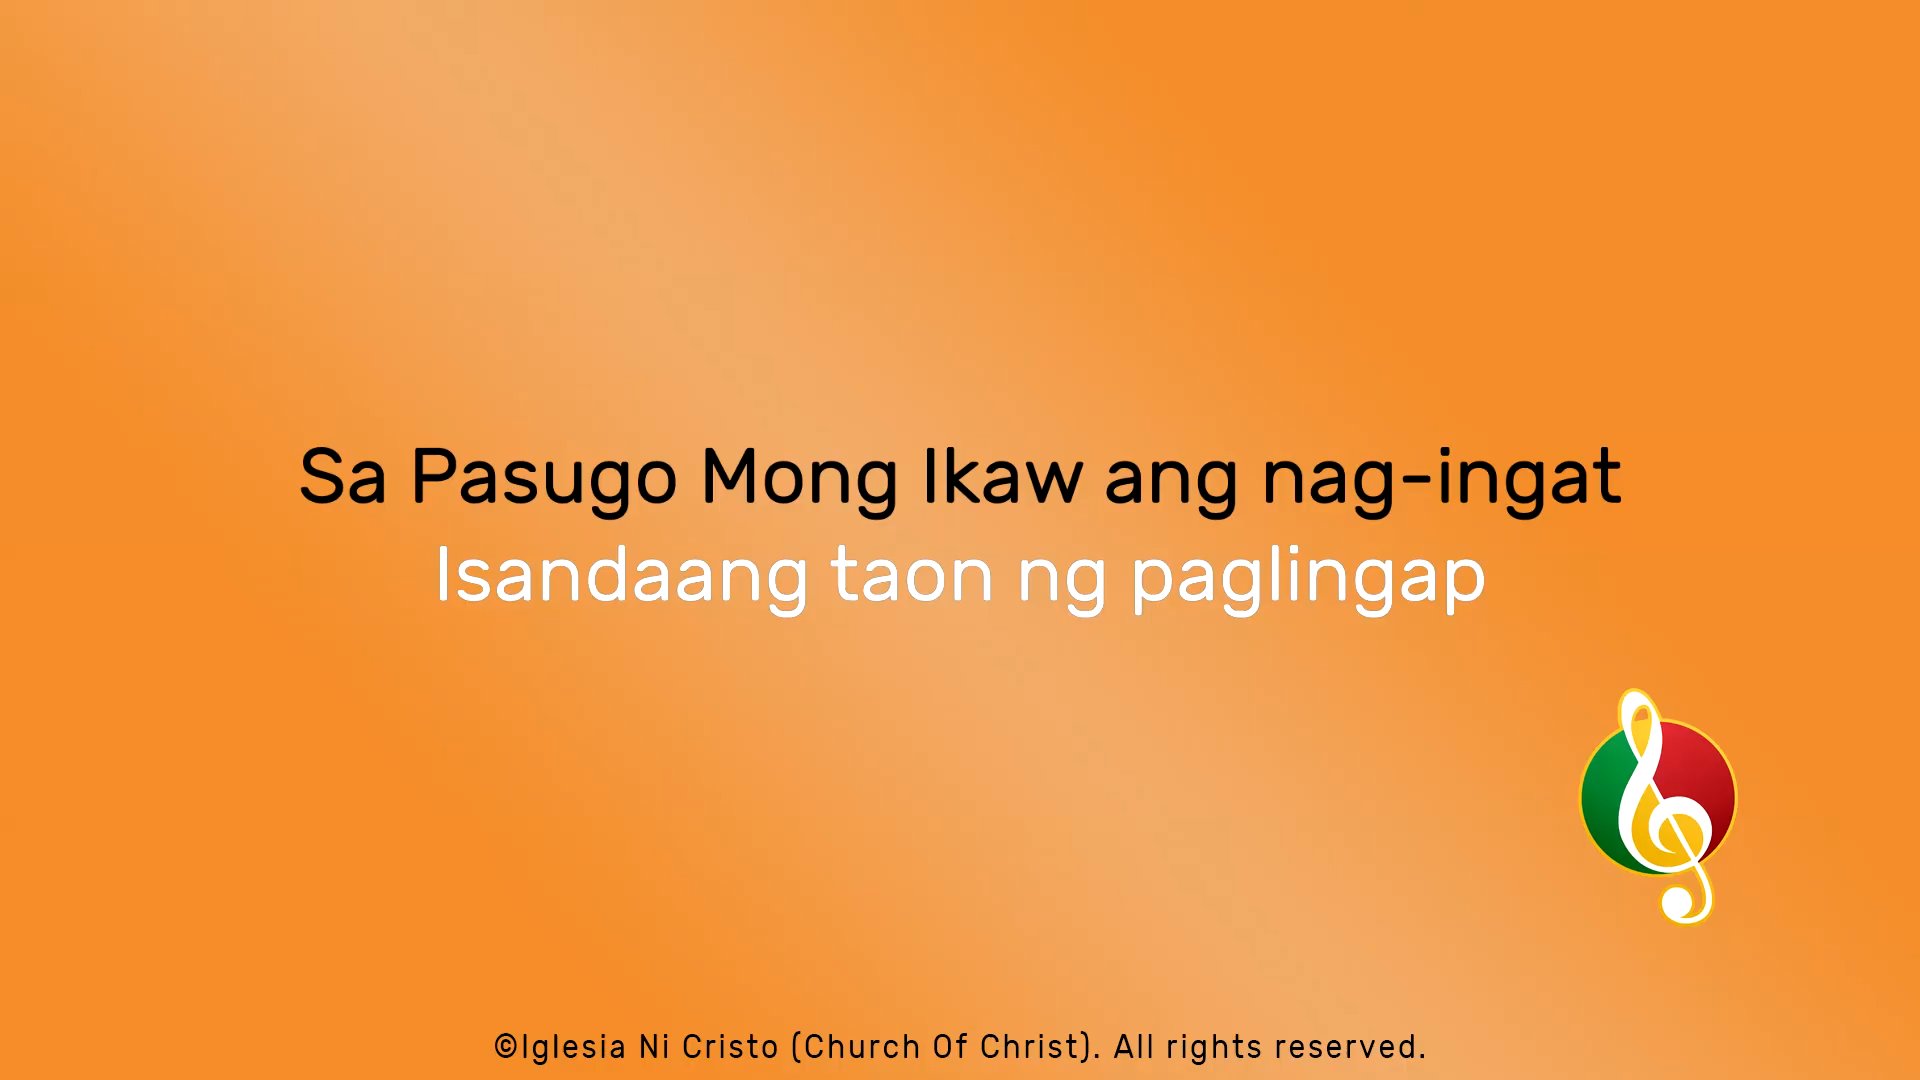 Sa Pasugo Mong Ikaw ang nag-ingat
Isandaang taon ng paglingap
©Iglesia Ni Cristo (Church Of Christ). All rights reserved.